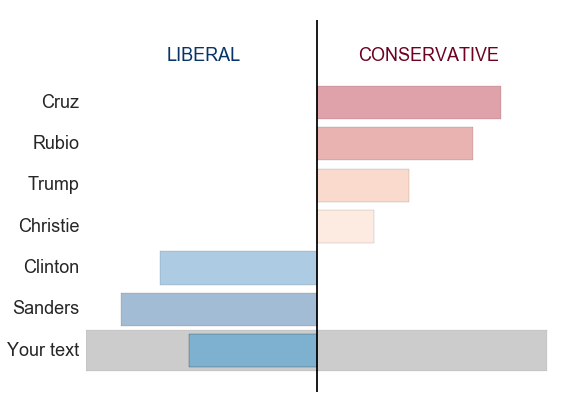 LIBERAL CONSERVATIVE
Cruz
Rubio
Trump
Christie
Clinton
Sanders
Your text